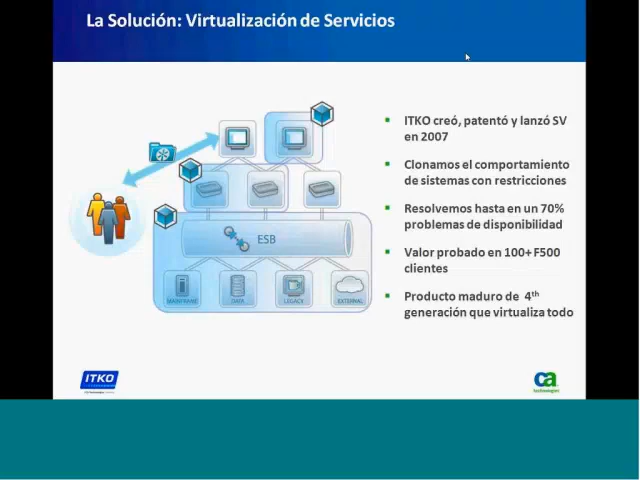 La Solución: Virtualización de Servicios
ITKO creó, patentó y lanzó SV
en 2007
Clonamos el comportamiento
de sistemas con restricciones
Resolvemos hasta en un 70%
problemas de disponibilidad
Valor probado en 100+ F500
clientes
Producto maduro de 4th
generación que virtualiza todo
ESB
MAINFRAME
DATA
LEGACY
EXTERNAL
ITKO
ca
technologies